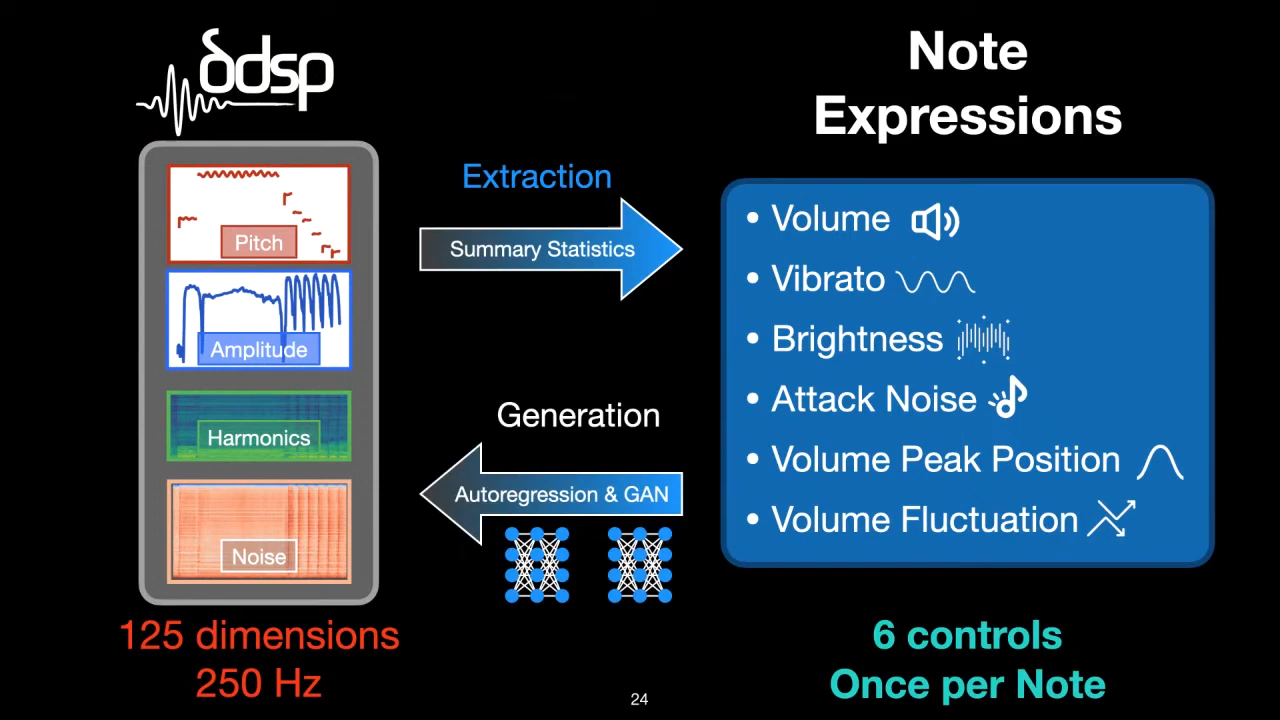 δdsp
Pitch
Amplitude
Harmonics
Noise
125 dimensions
250 Hz
Extraction
Summary Statistics
Generation
Autoregression & GAN
Note
Expressions
• Volume
• Vibrato
• Brightness
• Attack Noise
• Volume Peak Position
• Volume Fluctuation
6 controls
Once per Note
24